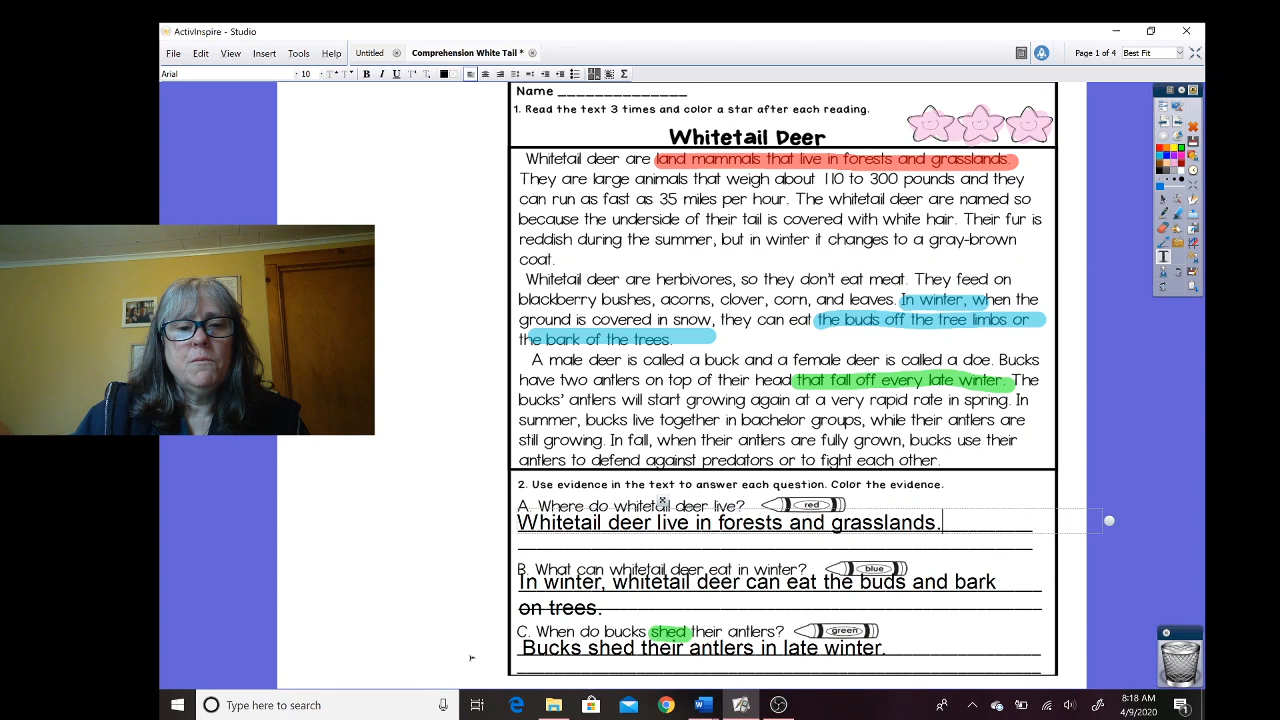 ActivInspire - Studio
File Edit View Insert Tools Help Untitled Comprehension White Tail * Page 1 of 4 Best Fit
Arial 10 B I U
Name ______________
1. Read the text 3 times and color a star after each reading.
Whitetail Deer
Whitetail deer are land mammals that live in forests and grasslands.
They are large animals that weigh about 110 to 300 pounds and they
can run as fast as 35 miles per hour. The whitetail deer are named so
because the underside of their tail is covered with white hair. Their fur is
reddish during the summer, but in winter it changes to a gray-brown
coat.
Whitetail deer are herbivores, so they don't eat meat. They feed on
blackberry bushes, acorns, clover, corn, and leaves. In winter, when the
ground is covered in snow, they can eat the buds off the tree limbs or
the bark of the trees.
A male deer is called a buck and a female deer is called a doe. Bucks
have two antlers on top of their head that fall off every late winter. The
bucks' antlers will start growing again at a very rapid rate in spring. In
summer, bucks live together in bachelor groups, while their antlers are
still growing. In fall, when their antlers are fully grown, bucks use their
antlers to defend against predators or to fight each other.
2. Use evidence in the text to answer each question. Color the evidence.
A. Where do whitetail deer live? red
Whitetail deer live in forests and grasslands.
B. What can whitetail deer eat in winter? blue
In winter, whitetail deer can eat the buds and bark
on trees.
C. When do bucks shed their antlers? green
Bucks shed their antlers in late winter.
Type here to search
8:18 AM
4/9/2020